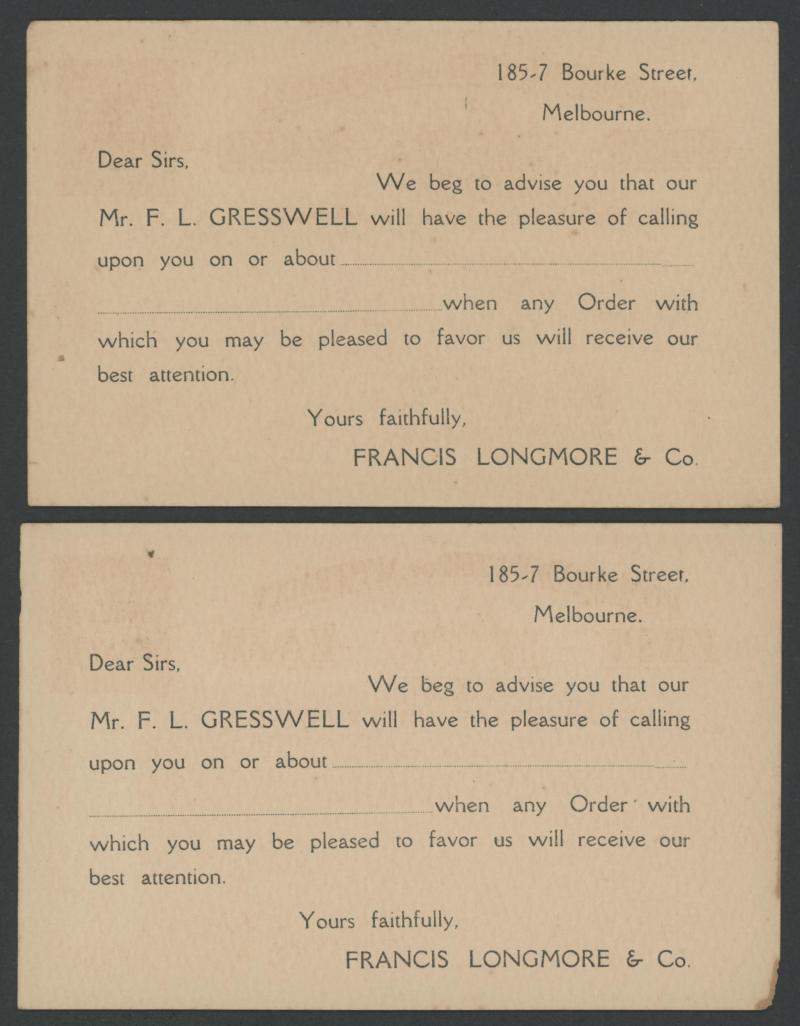 185-7 Bourke Street,
Melbourne.
Dear Sirs,
We beg to advise you that our
Mr. F. L. GRESSWELL will have the pleasure of calling
upon you on or about
when any Order with
which you may be pleased to favor us will receive our
best attention.
Yours faithfully,
FRANCIS LONGMORE & Co.
185-7 Bourke Street,
Melbourne.
Dear Sirs,
We beg to advise you that our
Mr. F. L. GRESSWELL will have the pleasure of calling
upon you on or about
when any Order with
which you may be pleased to favor us will receive our
best attention.
Yours faithfully,
FRANCIS LONGMORE & Co.